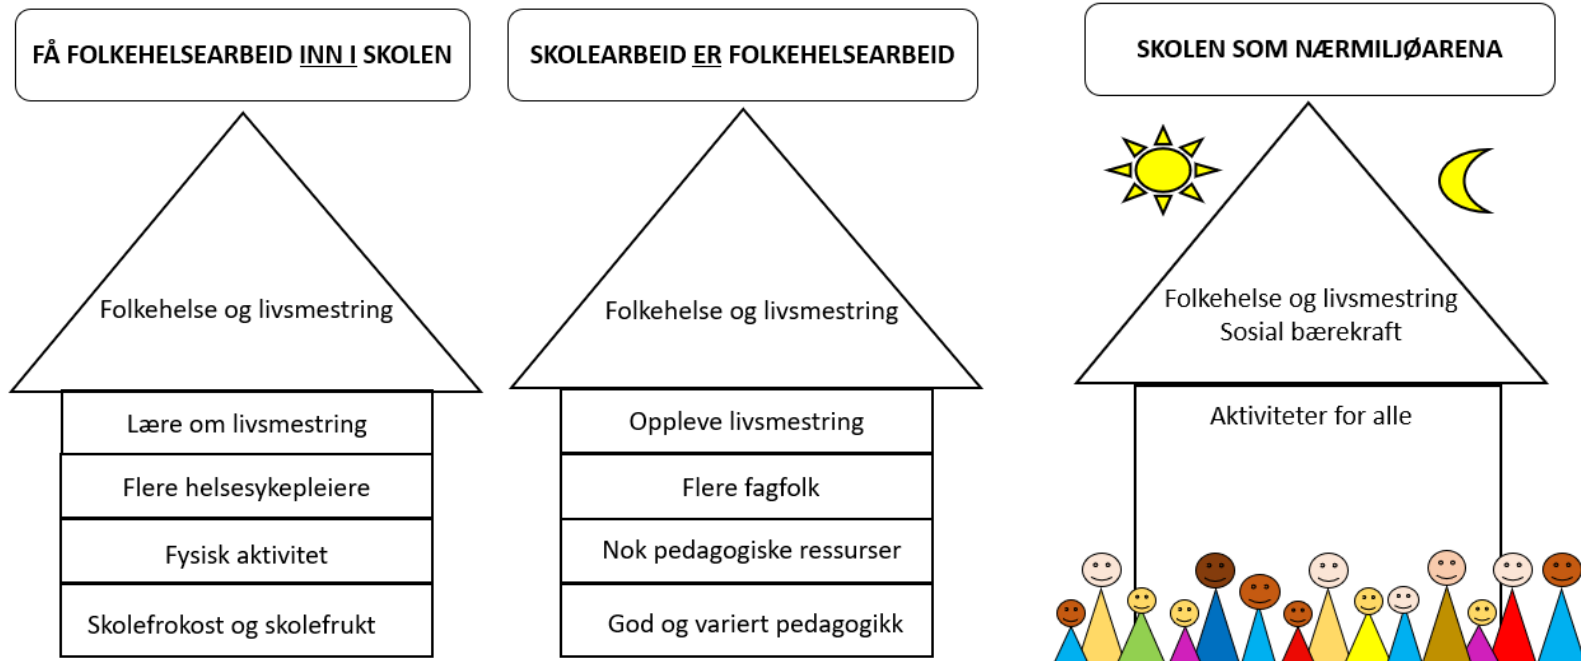 FÅ FOLKEHELSEARBEID INN I SKOLEN
Folkehelse og livsmestring
Lære om livsmestring
Flere helsesykepleiere
Fysisk aktivitet
Skolefrokost og skolefrukt
SKOLEARBEID ER FOLKEHELSEARBEID
Folkehelse og livsmestring
Oppleve livsmestring
Flere fagfolk
Nok pedagogiske ressurser
God og variert pedagogikk
SKOLEN SOM NÆRMILJØARENA
Folkehelse og livsmestring
Sosial bærekraft
Aktiviteter for alle